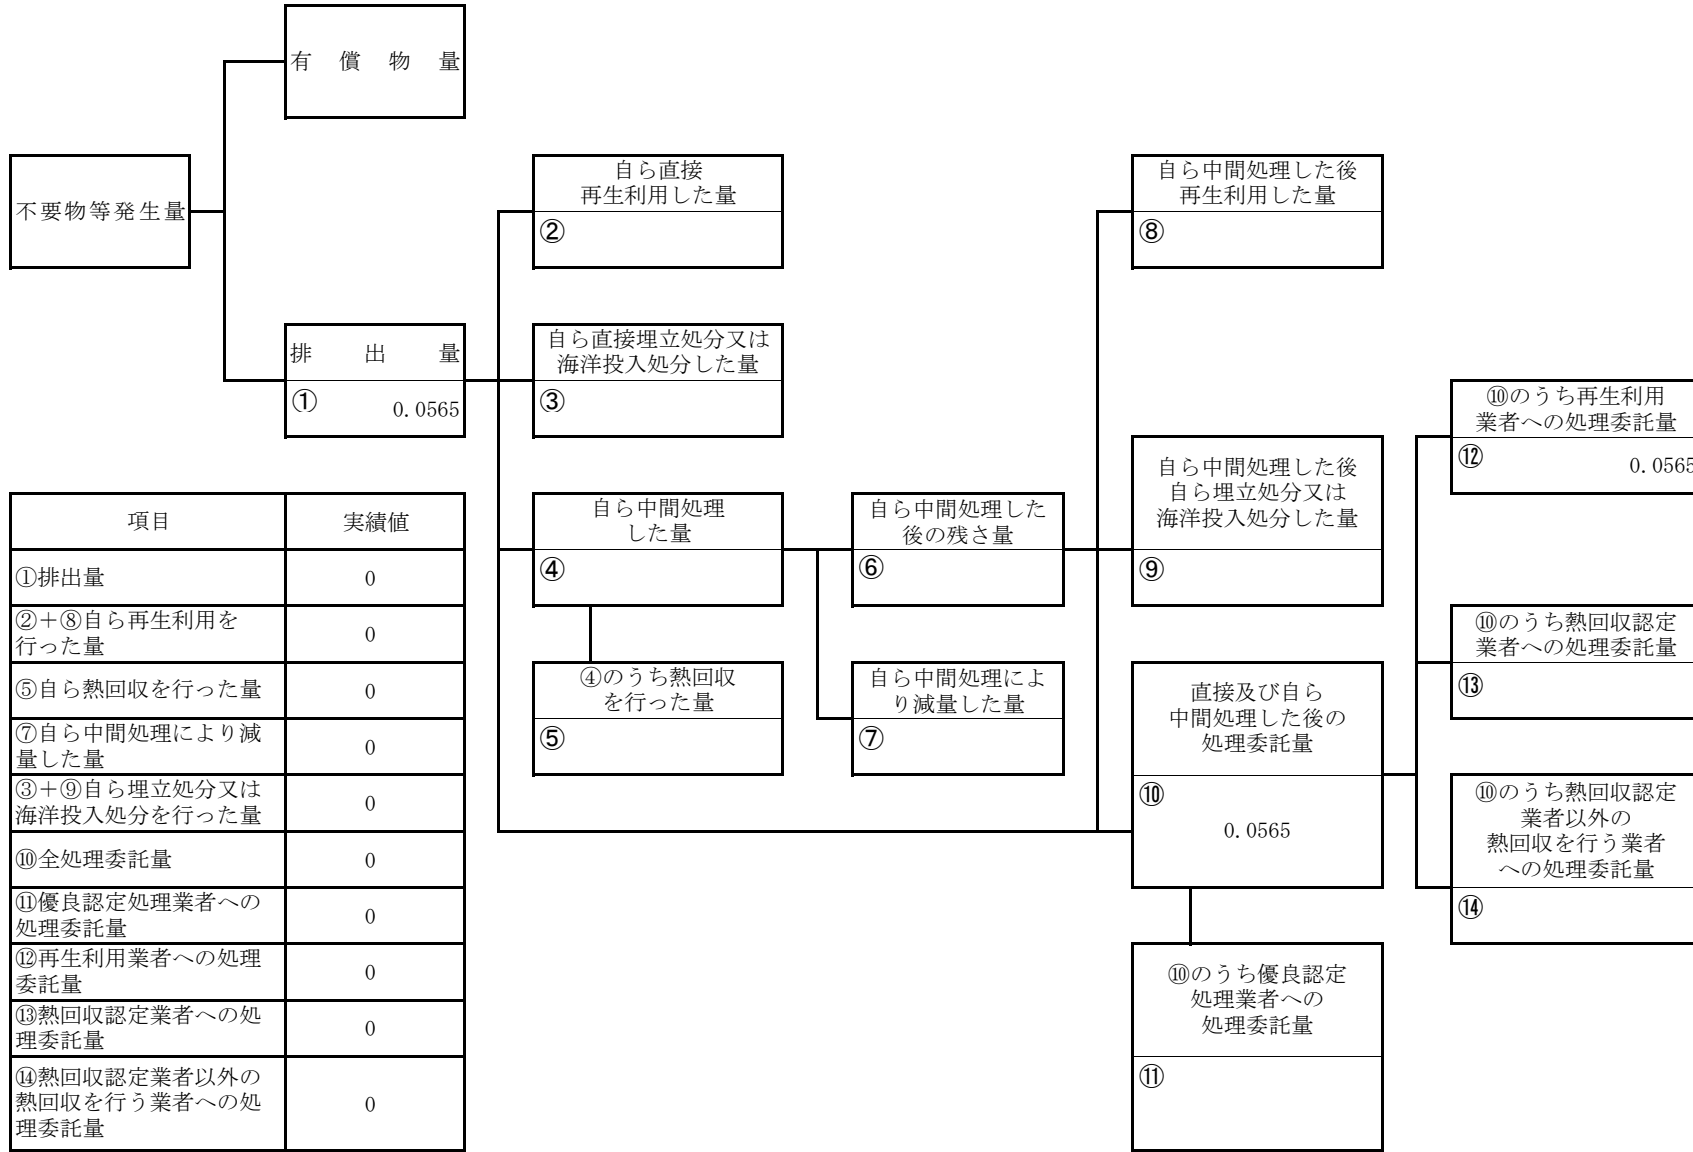 有償物量
不要物等発生量
排出量
① 0.0565
自ら直接
再生利用した量
②
自ら直接埋立処分又は
海洋投入処分した量
③
自ら中間処理
した量
④
④のうち熱回収
を行った量
⑤
自ら中間処理した
後の残さ量
⑥
自ら中間処理によ
り減量した量
⑦
自ら中間処理した後
再生利用した量
⑧
自ら中間処理した後
自ら埋立処分又は
海洋投入処分した量
⑨
直接及び自ら
中間処理した後の
処理委託量
⑩
0.0565
⑩のうち優良認定
処理業者への
処理委託量
⑪
⑩のうち再生利用
業者への処理委託量
⑫ 0.0565
⑩のうち熱回収認定
業者への処理委託量
⑬
⑩のうち熱回収認定
業者以外の
熱回収を行う業者
への処理委託量
⑭
項目 実績値
①排出量 0
②+⑧自ら再生利用を
行った量 0
⑤自ら熱回収を行った量 0
⑦自ら中間処理により減
量した量 0
③+⑨自ら埋立処分又は
海洋投入処分を行った量 0
⑩全処理委託量 0
⑪優良認定処理業者への
処理委託量 0
⑫再生利用業者への処理
委託量 0
⑬熱回収認定業者への処
理委託量 0
⑭熱回収認定業者以外の
熱回収を行う業者への処 0
理委託量